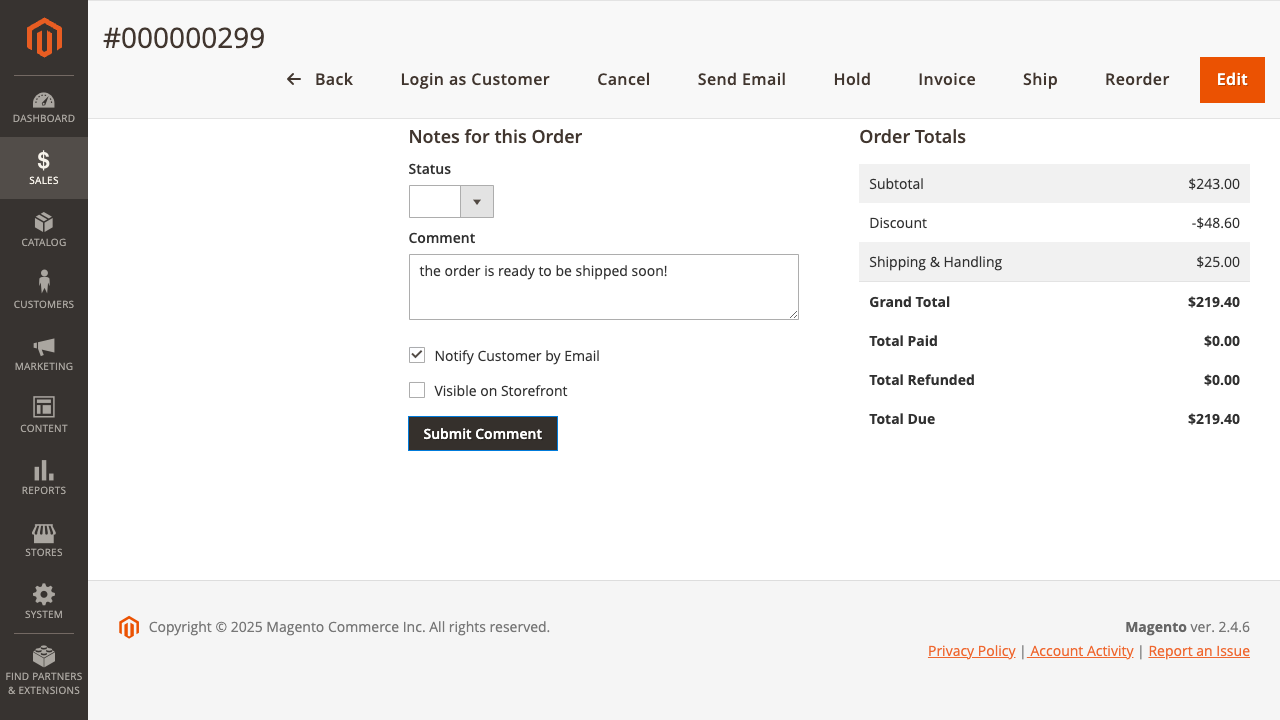 #000000299
Back
Login as Customer
Cancel
Send Email
Hold
Invoice
Ship
Reorder
Edit
DASHBOARD
SALES
CATALOG
CUSTOMERS
MARKETING
CONTENT
REPORTS
STORES
SYSTEM
FIND PARTNERS
& EXTENSIONS
Notes for this Order
Status
Comment
the order is ready to be shipped soon!
Notify Customer by Email
Visible on Storefront
Submit Comment
Order Totals
Subtotal $243.00
Discount -$48.60
Shipping & Handling $25.00
Grand Total $219.40
Total Paid $0.00
Total Refunded $0.00
Total Due $219.40
Copyright © 2025 Magento Commerce Inc. All rights reserved.
Magento ver. 2.4.6
Privacy Policy | Account Activity | Report an Issue